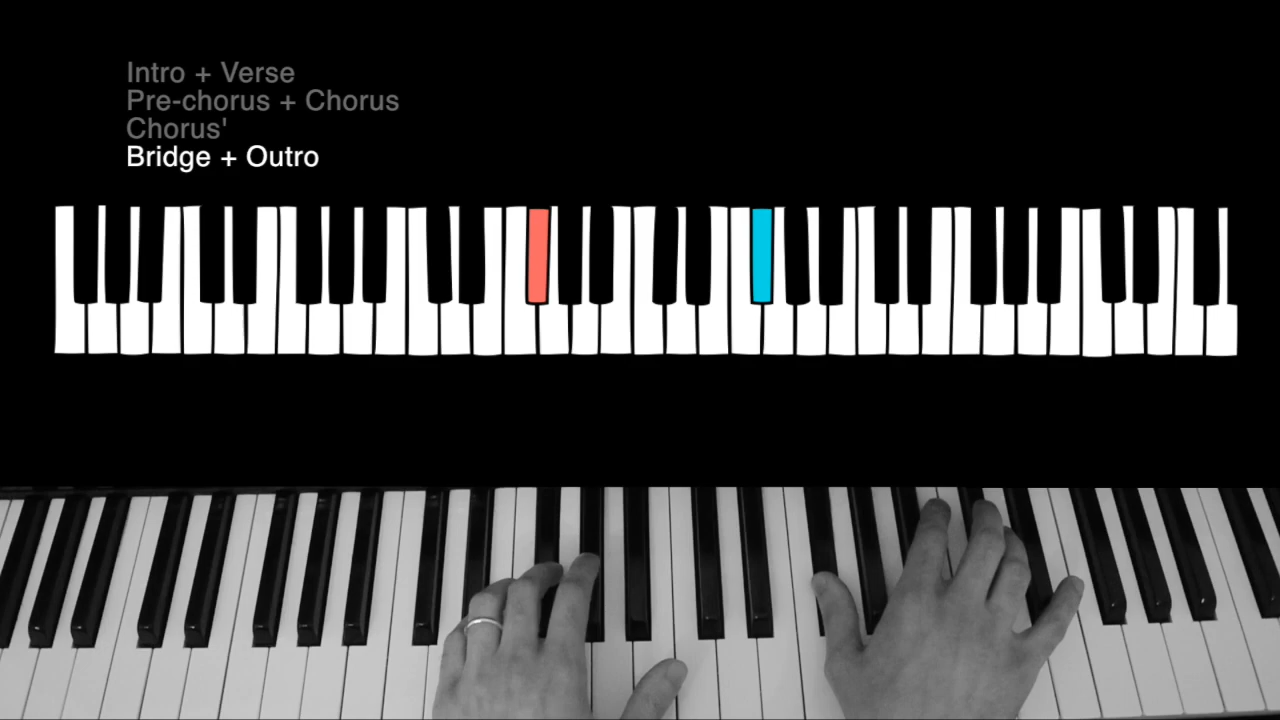 Intro + Verse
Pre-chorus + Chorus
Chorus'
Bridge + Outro